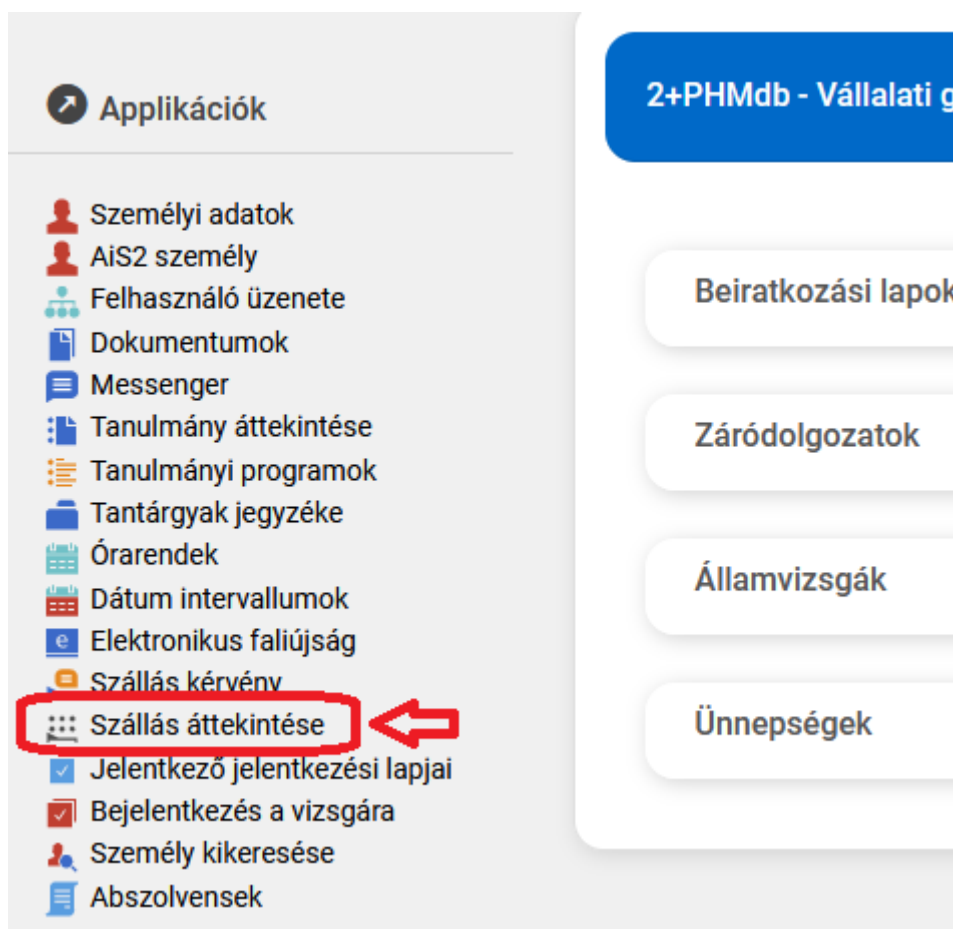 Applikációk
Személyi adatok
AiS2 személy
Felhasználó üzenete
Dokumentumok
Messenger
Tanulmány áttekintése
Tanulmányi programok
Tantárgyak jegyzéke
Órarendek
Dátum intervallumok
Elektronikus faliújság
Szállás kérvény
Szállás áttekintése
Jelentkező jelentkezési lapjai
Bejelentkezés a vizsgára
Személy kikeresése
Abszolvensek
2+PHMdb - Vállalati g
Beiratkozási lapok
Záródolgozatok
Államvizsgák
Ünnepségek